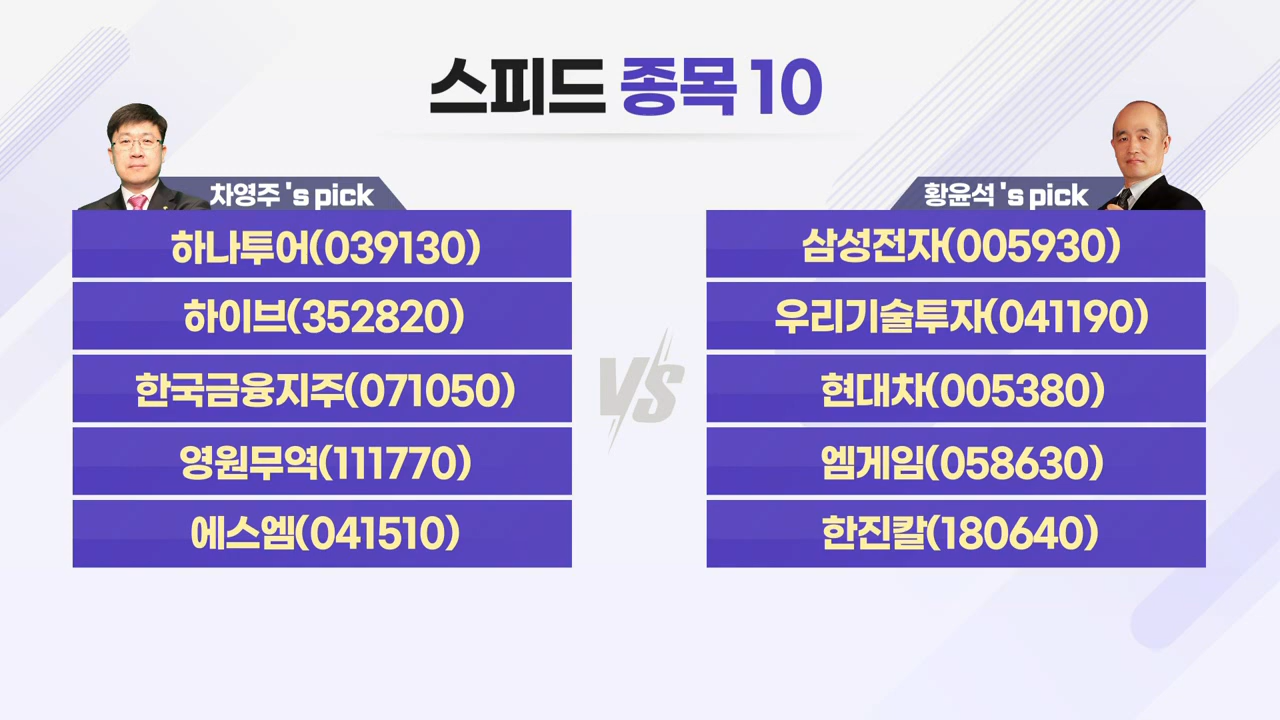 스피드 종목 10
차영주 's pick
하나투어(039130)
하이브(352820)
한국금융지주(071050)
영원무역(111770)
에스엠(041510)
VS
황윤석 's pick
삼성전자(005930)
우리기술투자(041190)
현대차(005380)
엠게임(058630)
한진칼(180640)